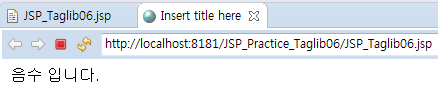 JSP_Taglib06.jsp Insert title here
http://localhost:8181/JSP_Practice_Taglib06/JSP_Taglib06.jsp
음수 입니다.